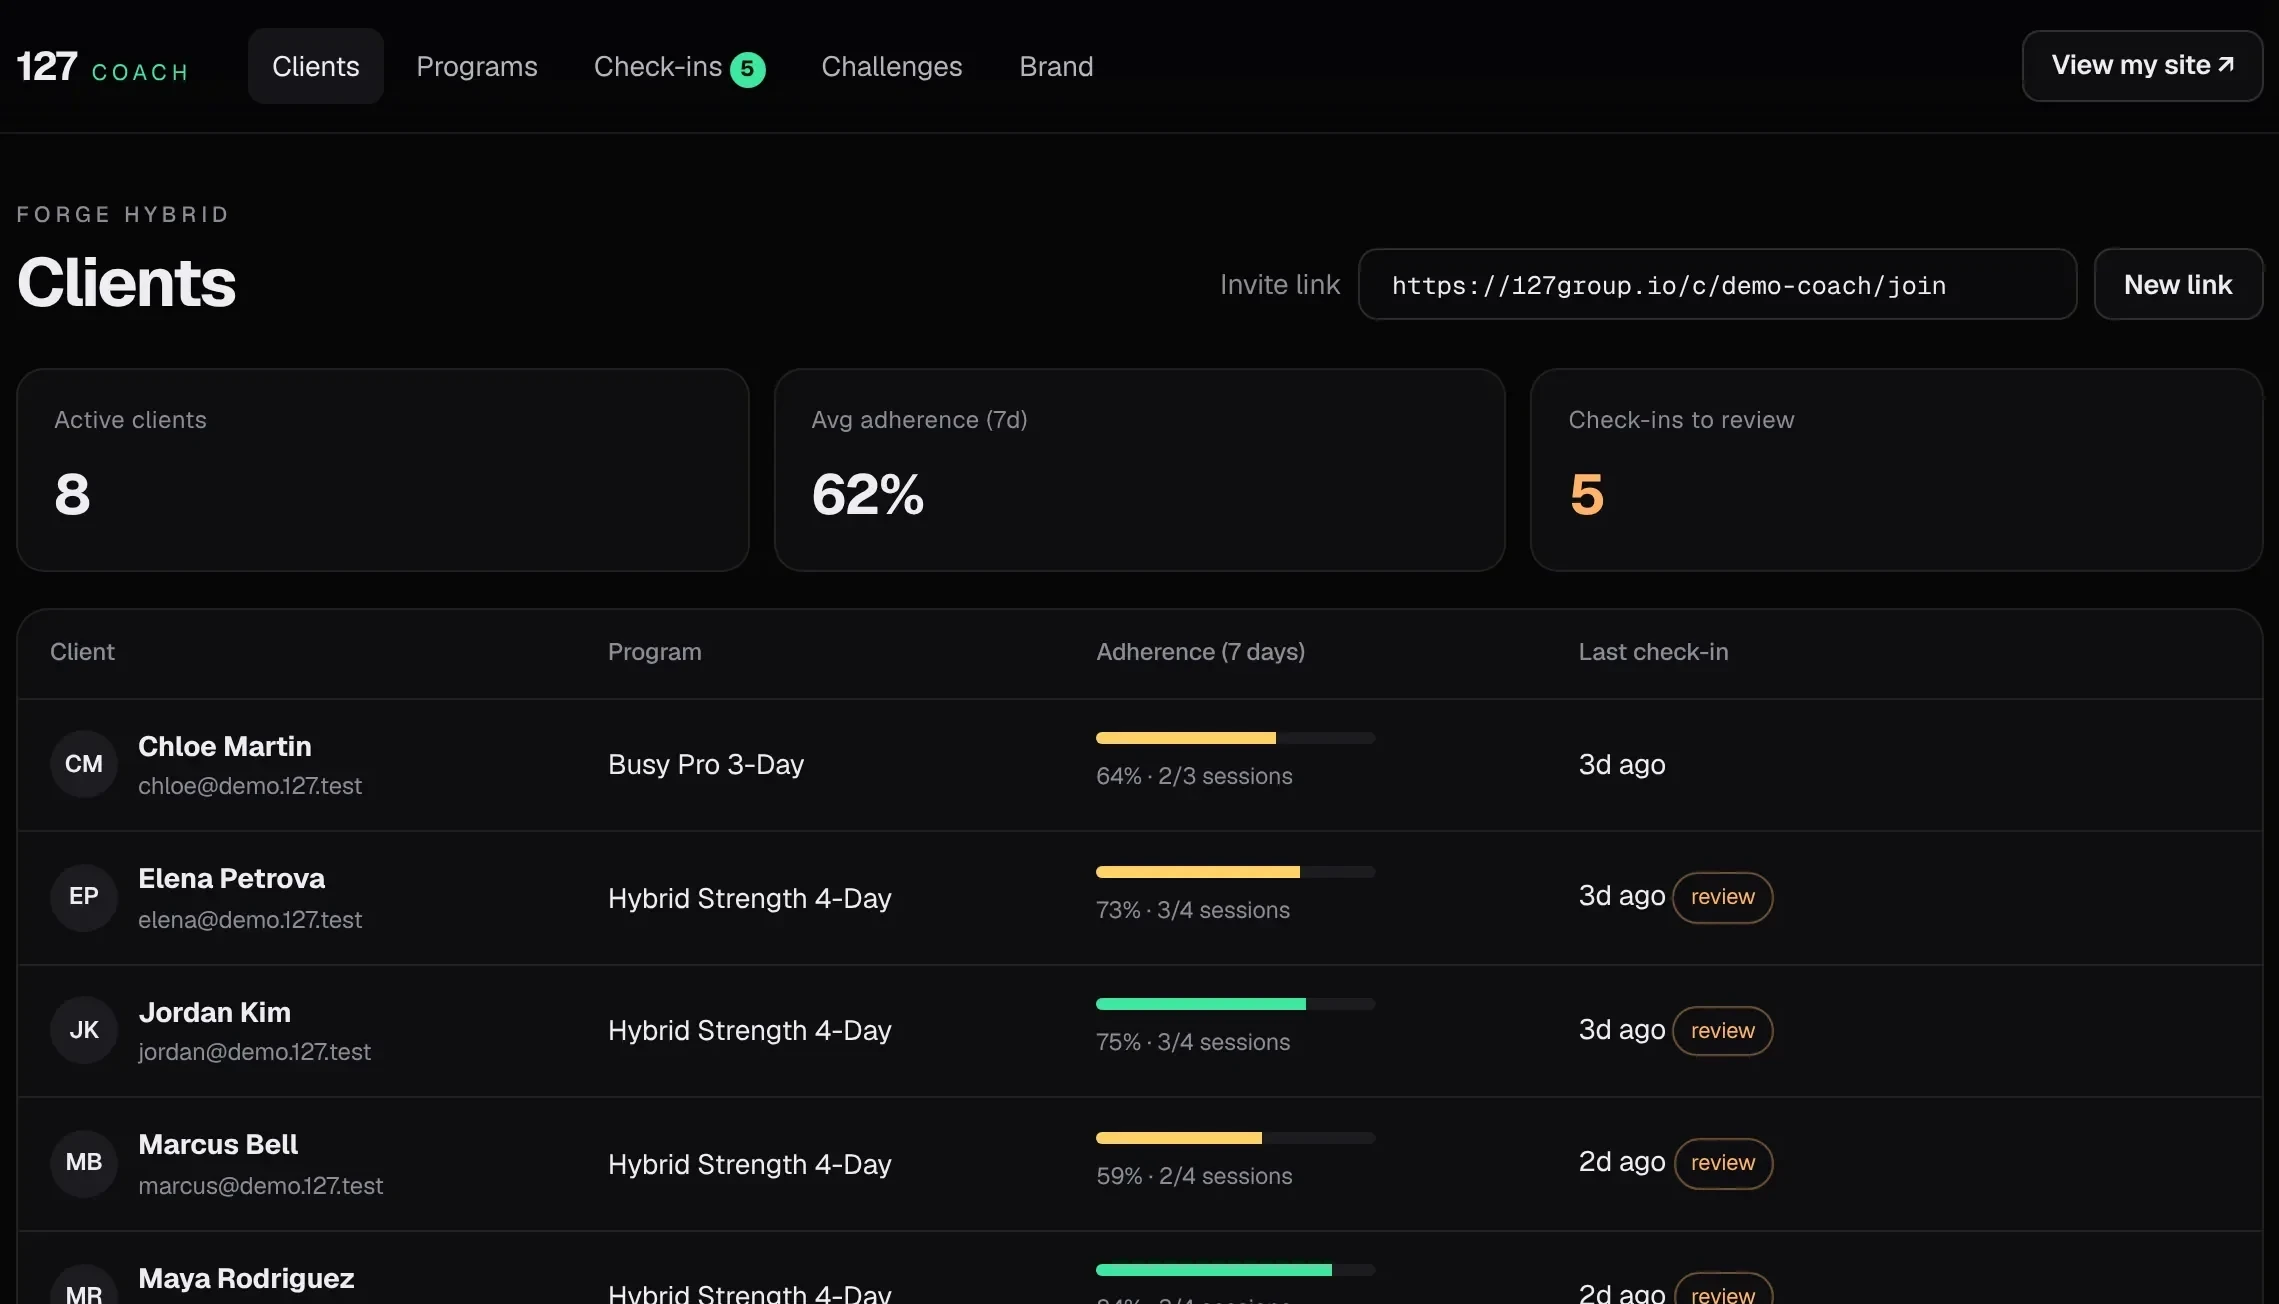 127 COACH Clients Programs Check-ins 5 Challenges Brand View my site ↗
FORGE HYBRID
Clients
Invite link https://127group.io/c/demo-coach/join New link
Active clients Avg adherence (7d) Check-ins to review
8 62% 5
Client Program Adherence (7 days) Last check-in
CM Chloe Martin
chloe@demo.127.test
Busy Pro 3-Day
64% · 2/3 sessions
3d ago
EP Elena Petrova
elena@demo.127.test
Hybrid Strength 4-Day
73% · 3/4 sessions
3d ago review
JK Jordan Kim
jordan@demo.127.test
Hybrid Strength 4-Day
75% · 3/4 sessions
3d ago review
MB Marcus Bell
marcus@demo.127.test
Hybrid Strength 4-Day
59% · 2/4 sessions
2d ago review
MR Maya Rodriguez
Hybrid Strength 4-Day
2d ago review